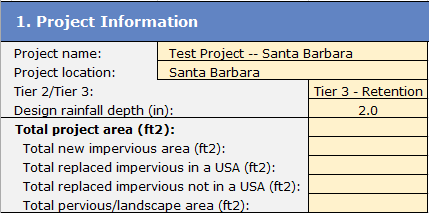 1. Project Information
Project name: Test Project -- Santa Barbara
Project location: Santa Barbara
Tier 2/Tier 3: Tier 3 - Retention
Design rainfall depth (in): 2.0
Total project area (ft2):
Total new impervious area (ft2):
Total replaced impervious in a USA (ft2):
Total replaced impervious not in a USA (ft2):
Total pervious/landscape area (ft2):